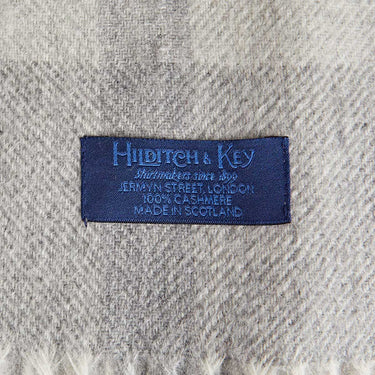 HILDITCH & KEY
Shirtmakers since 1899
JERMYN STREET, LONDON
100% CASHMERE
MADE IN SCOTLAND